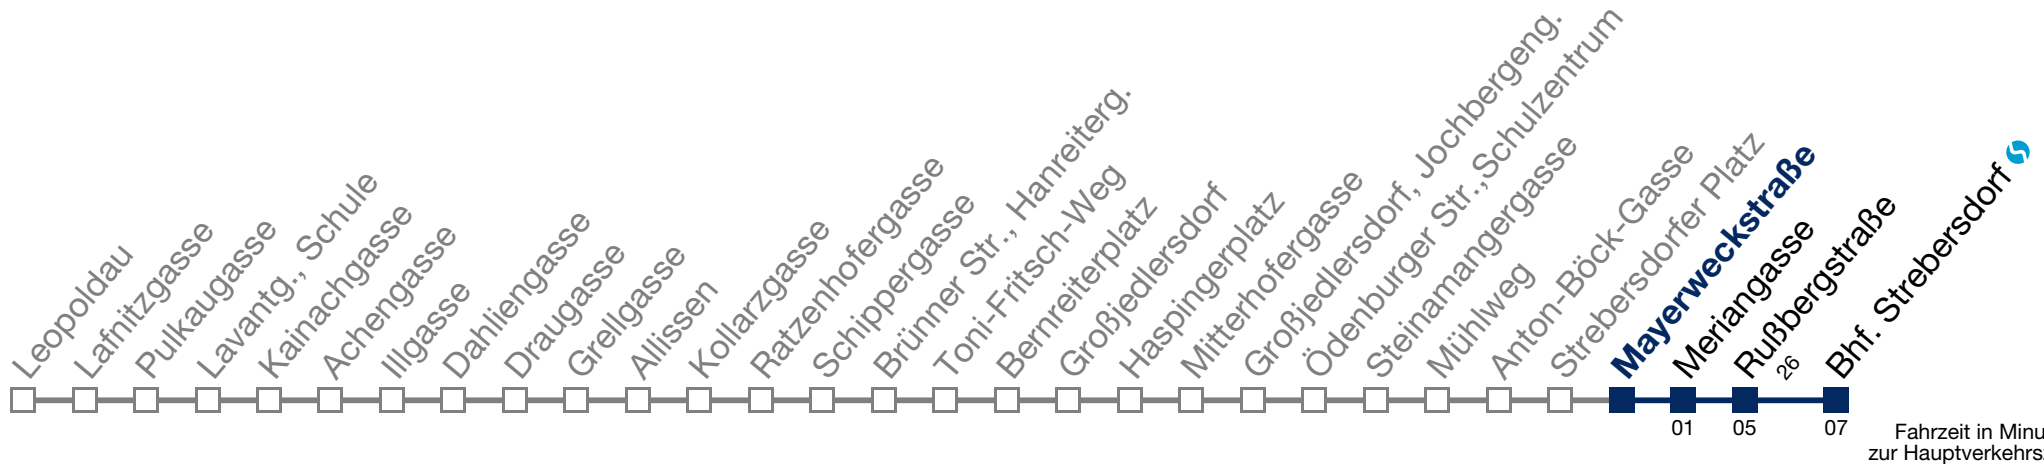 Leopoldau
Lafnitzgasse
Pulkaugasse
Lavantg., Schule
Kainachgasse
Achengasse
Illgasse
Dahliengasse
Draugasse
Grellgasse
Allissen
Kollarzgasse
Ratzenhofergasse
Schippergasse
Brünner Str., Hanreiterg.
Toni-Fritsch-Weg
Bernreiterplatz
Großjedlersdorf
Haspingerplatz
Mitterhofergasse
Großjedlersdorf, Jochbergeng.
Ödenburger Str.,Schulzentrum
Steinamangergasse
Mühlweg
Anton-Böck-Gasse
Strebersdorfer Platz
Mayerweckstraße
Meriangasse
Rußbergstraße
26
Bhf. Strebersdorf
01 05 07
Fahrzeit in Minu
zur Hauptverkehrs